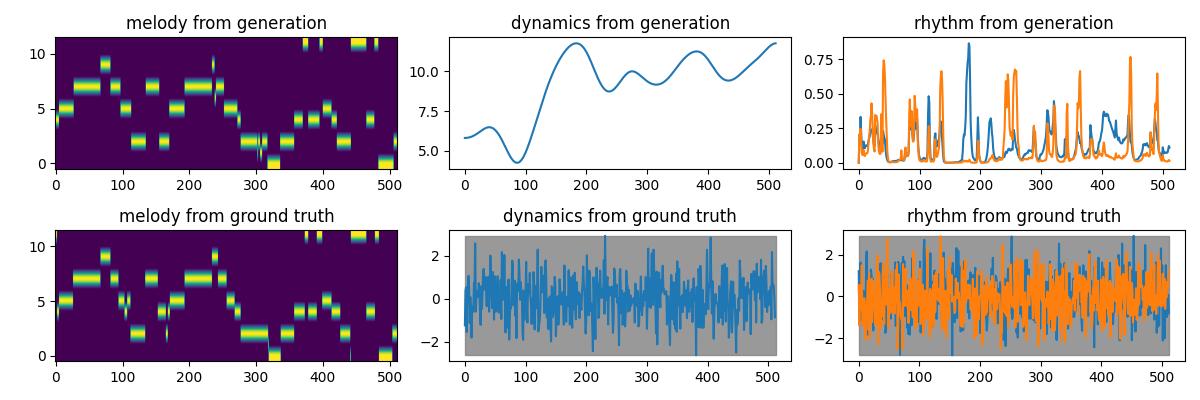 melody from generation
10
5
0
0 100 200 300 400 500
dynamics from generation
10.0
7.5
5.0
0 100 200 300 400 500
rhythm from generation
0.75
0.50
0.25
0.00
0 100 200 300 400 500
melody from ground truth
10
5
0
0 100 200 300 400 500
dynamics from ground truth
2
0
−2
0 100 200 300 400 500
rhythm from ground truth
2
0
−2
0 100 200 300 400 500